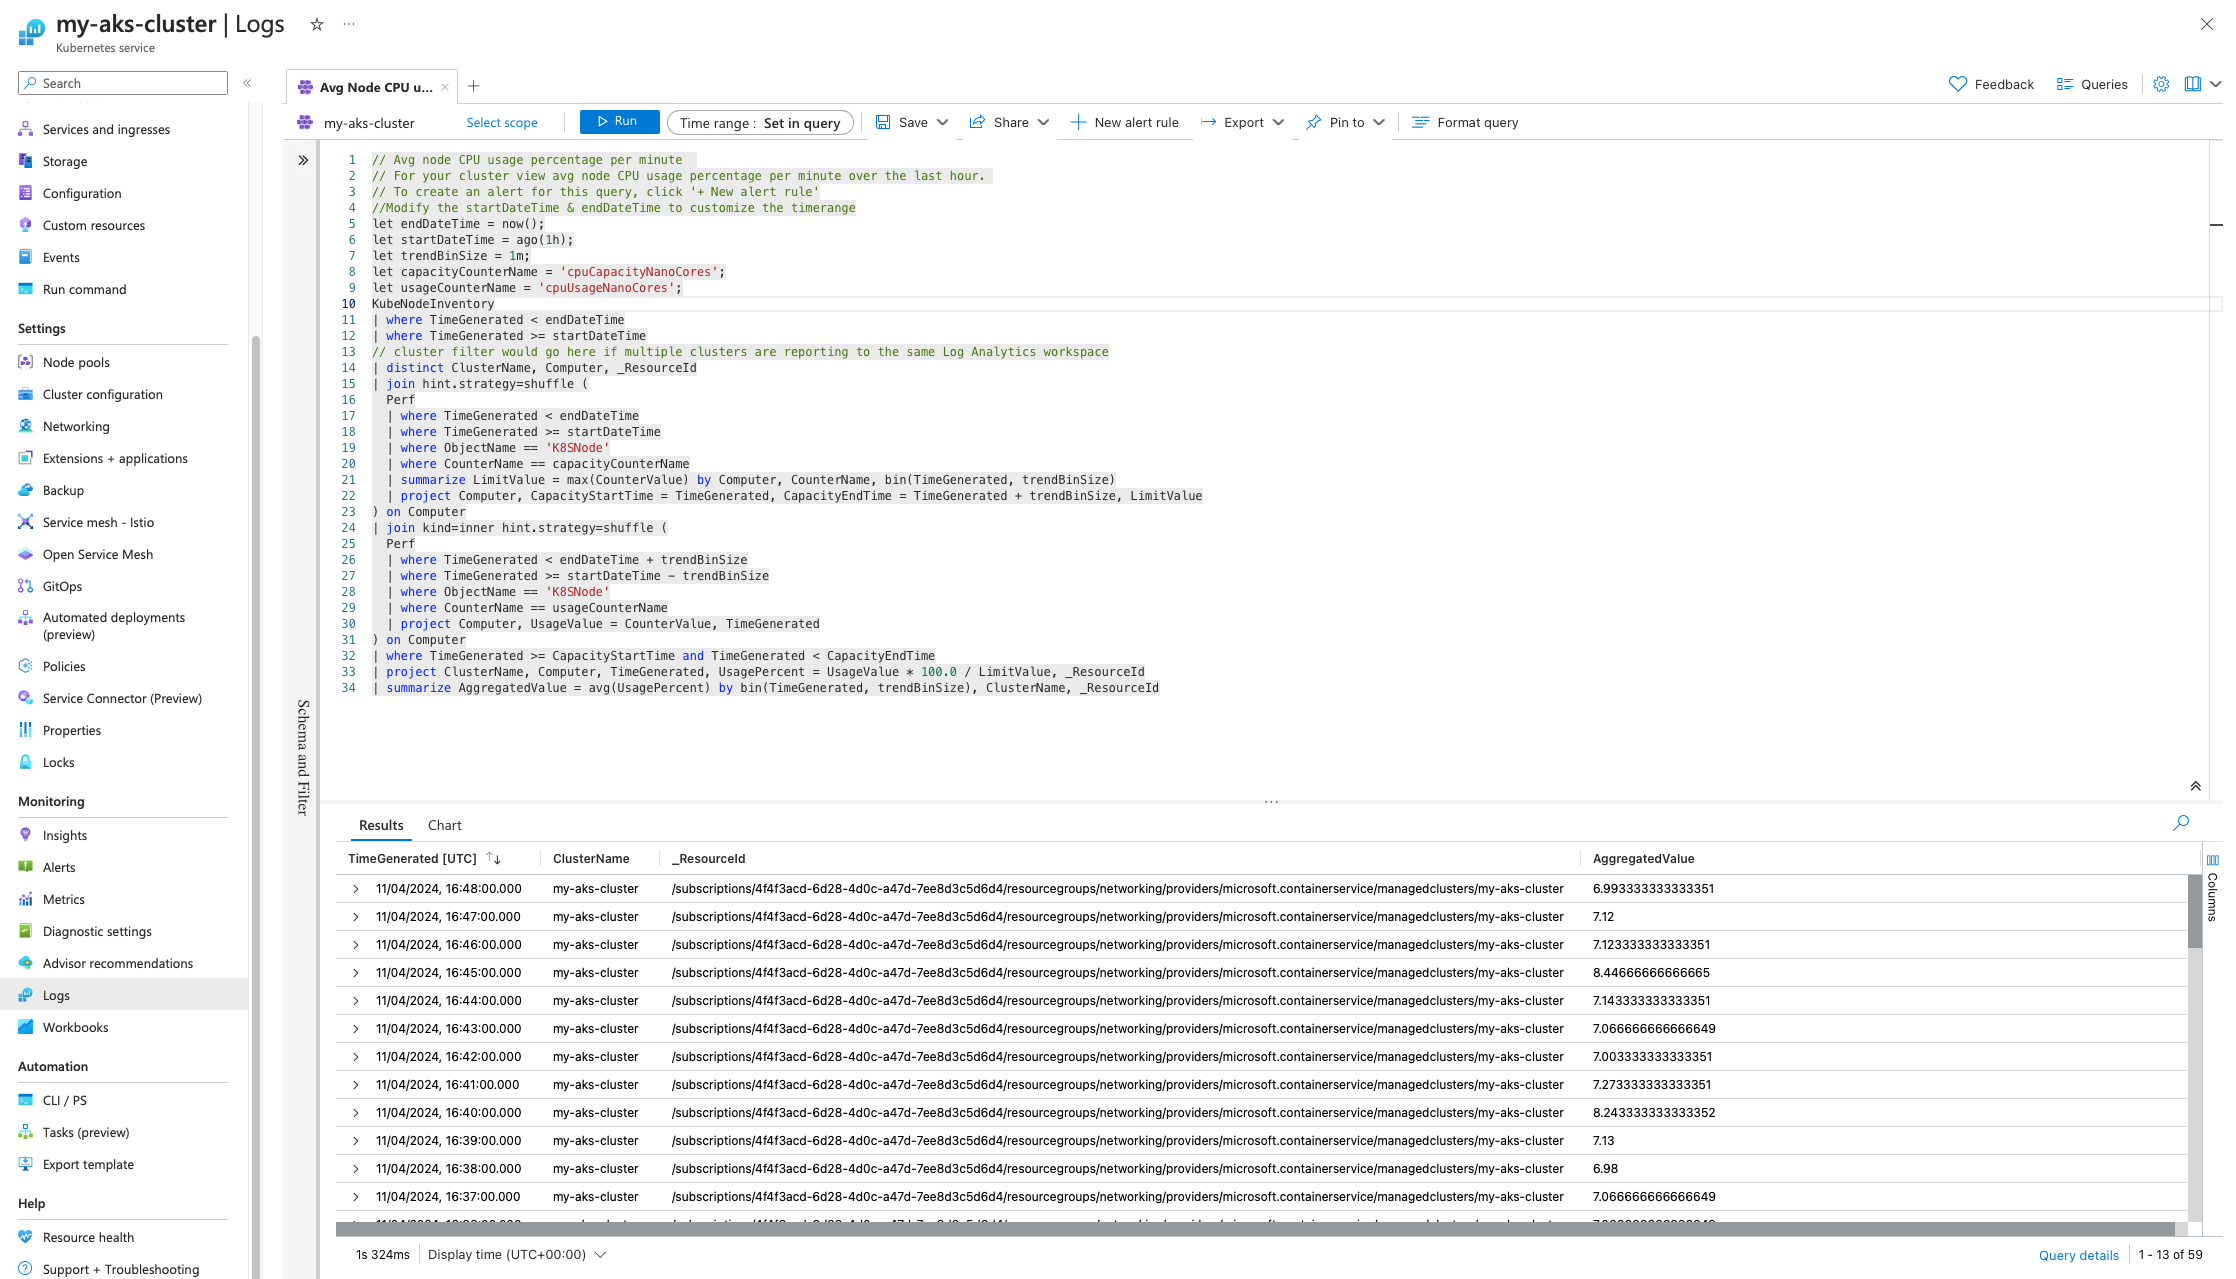 my-aks-cluster | Logs
Kubernetes service
Search
Services and ingresses
Storage
Configuration
Custom resources
Events
Run command
Settings
Node pools
Cluster configuration
Networking
Extensions + applications
Backup
Service mesh - Istio
Open Service Mesh
GitOps
Automated deployments
(preview)
Policies
Service Connector (Preview)
Properties
Locks
Monitoring
Insights
Alerts
Metrics
Diagnostic settings
Advisor recommendations
Logs
Workbooks
Automation
CLI / PS
Tasks (preview)
Export template
Help
Resource health
Support + Troubleshooting
Avg Node CPU u...
Feedback Queries
my-aks-cluster Select scope Run Time range : Set in query Save Share New alert rule Export Pin to Format query
Schema and Filter
1 // Avg node CPU usage percentage per minute
2 // For your cluster view avg node CPU usage percentage per minute over the last hour.
3 // To create an alert for this query, click '+ New alert rule'
4 //Modify the startDateTime & endDateTime to customize the timerange
5 let endDateTime = now();
6 let startDateTime = ago(1h);
7 let trendBinSize = 1m;
8 let capacityCounterName = 'cpuCapacityNanoCores';
9 let usageCounterName = 'cpuUsageNanoCores';
10 KubeNodeInventory
11 | where TimeGenerated < endDateTime
12 | where TimeGenerated >= startDateTime
13 // cluster filter would go here if multiple clusters are reporting to the same Log Analytics workspace
14 | distinct ClusterName, Computer, _ResourceId
15 | join hint.strategy=shuffle (
16 Perf
17 | where TimeGenerated < endDateTime
18 | where TimeGenerated >= startDateTime
19 | where ObjectName == 'K8SNode'
20 | where CounterName == capacityCounterName
21 | summarize LimitValue = max(CounterValue) by Computer, CounterName, bin(TimeGenerated, trendBinSize)
22 | project Computer, CapacityStartTime = TimeGenerated, CapacityEndTime = TimeGenerated + trendBinSize, LimitValue
23 ) on Computer
24 | join kind=inner hint.strategy=shuffle (
25 Perf
26 | where TimeGenerated < endDateTime + trendBinSize
27 | where TimeGenerated >= startDateTime - trendBinSize
28 | where ObjectName == 'K8SNode'
29 | where CounterName == usageCounterName
30 | project Computer, UsageValue = CounterValue, TimeGenerated
31 ) on Computer
32 | where TimeGenerated >= CapacityStartTime and TimeGenerated < CapacityEndTime
33 | project ClusterName, Computer, TimeGenerated, UsagePercent = UsageValue * 100.0 / LimitValue, _ResourceId
34 | summarize AggregatedValue = avg(UsagePercent) by bin(TimeGenerated, trendBinSize), ClusterName, _ResourceId
Results Chart
TimeGenerated [UTC] ClusterName _ResourceId AggregatedValue
11/04/2024, 16:48:00.000 my-aks-cluster /subscriptions/4f4f3acd-6d28-4d0c-a47d-7ee8d3c5d6d4/resourcegroups/networking/providers/microsoft.containerservice/managedclusters/my-aks-cluster 6.993333333333351
11/04/2024, 16:47:00.000 my-aks-cluster /subscriptions/4f4f3acd-6d28-4d0c-a47d-7ee8d3c5d6d4/resourcegroups/networking/providers/microsoft.containerservice/managedclusters/my-aks-cluster 7.12
11/04/2024, 16:46:00.000 my-aks-cluster /subscriptions/4f4f3acd-6d28-4d0c-a47d-7ee8d3c5d6d4/resourcegroups/networking/providers/microsoft.containerservice/managedclusters/my-aks-cluster 7.123333333333351
11/04/2024, 16:45:00.000 my-aks-cluster /subscriptions/4f4f3acd-6d28-4d0c-a47d-7ee8d3c5d6d4/resourcegroups/networking/providers/microsoft.containerservice/managedclusters/my-aks-cluster 8.44666666666665
11/04/2024, 16:44:00.000 my-aks-cluster /subscriptions/4f4f3acd-6d28-4d0c-a47d-7ee8d3c5d6d4/resourcegroups/networking/providers/microsoft.containerservice/managedclusters/my-aks-cluster 7.143333333333351
11/04/2024, 16:43:00.000 my-aks-cluster /subscriptions/4f4f3acd-6d28-4d0c-a47d-7ee8d3c5d6d4/resourcegroups/networking/providers/microsoft.containerservice/managedclusters/my-aks-cluster 7.066666666666649
11/04/2024, 16:42:00.000 my-aks-cluster /subscriptions/4f4f3acd-6d28-4d0c-a47d-7ee8d3c5d6d4/resourcegroups/networking/providers/microsoft.containerservice/managedclusters/my-aks-cluster 7.003333333333351
11/04/2024, 16:41:00.000 my-aks-cluster /subscriptions/4f4f3acd-6d28-4d0c-a47d-7ee8d3c5d6d4/resourcegroups/networking/providers/microsoft.containerservice/managedclusters/my-aks-cluster 7.273333333333351
11/04/2024, 16:40:00.000 my-aks-cluster /subscriptions/4f4f3acd-6d28-4d0c-a47d-7ee8d3c5d6d4/resourcegroups/networking/providers/microsoft.containerservice/managedclusters/my-aks-cluster 8.243333333333352
11/04/2024, 16:39:00.000 my-aks-cluster /subscriptions/4f4f3acd-6d28-4d0c-a47d-7ee8d3c5d6d4/resourcegroups/networking/providers/microsoft.containerservice/managedclusters/my-aks-cluster 7.13
11/04/2024, 16:38:00.000 my-aks-cluster /subscriptions/4f4f3acd-6d28-4d0c-a47d-7ee8d3c5d6d4/resourcegroups/networking/providers/microsoft.containerservice/managedclusters/my-aks-cluster 6.98
11/04/2024, 16:37:00.000 my-aks-cluster /subscriptions/4f4f3acd-6d28-4d0c-a47d-7ee8d3c5d6d4/resourcegroups/networking/providers/microsoft.containerservice/managedclusters/my-aks-cluster 7.066666666666649
Columns
1s 324ms Display time (UTC+00:00) Query details 1 - 13 of 59